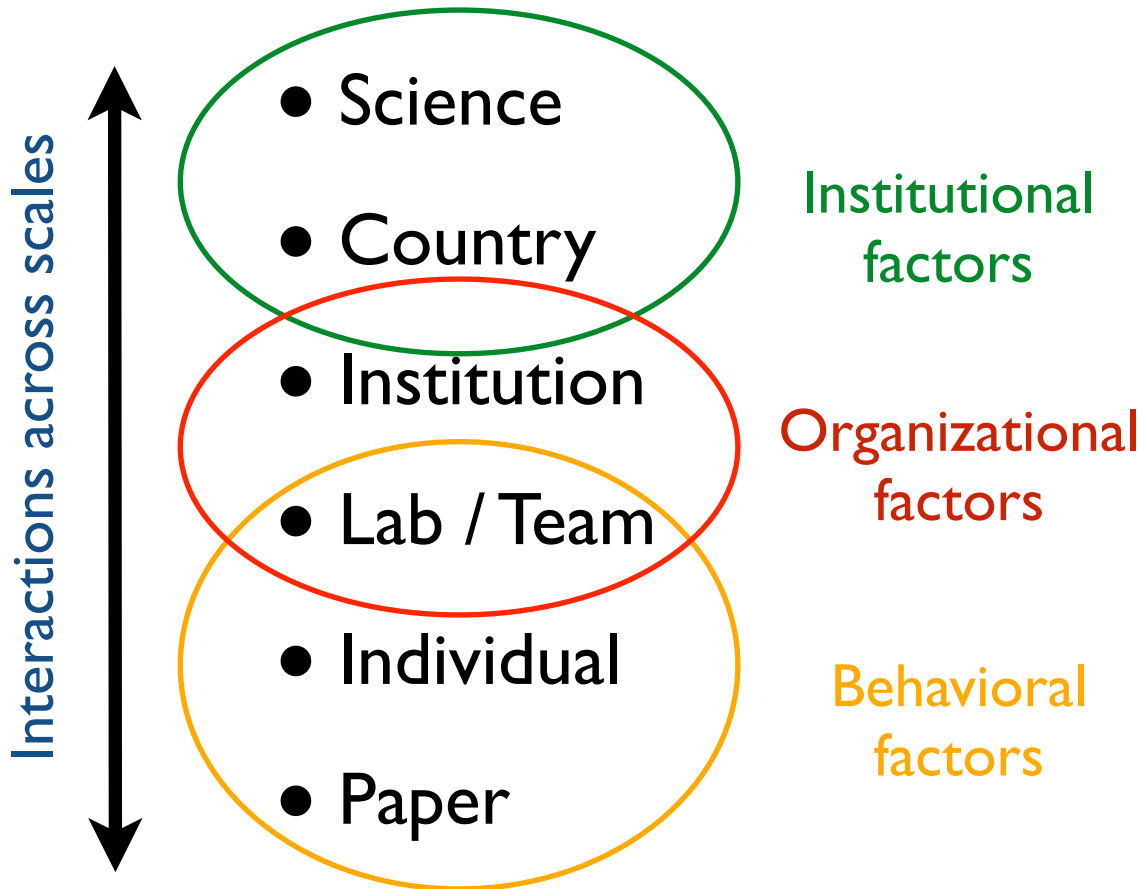 Interactions across scales
• Science
• Country
• Institution
• Lab / Team
• Individual
• Paper
Institutional
factors
Organizational
factors
Behavioral
factors